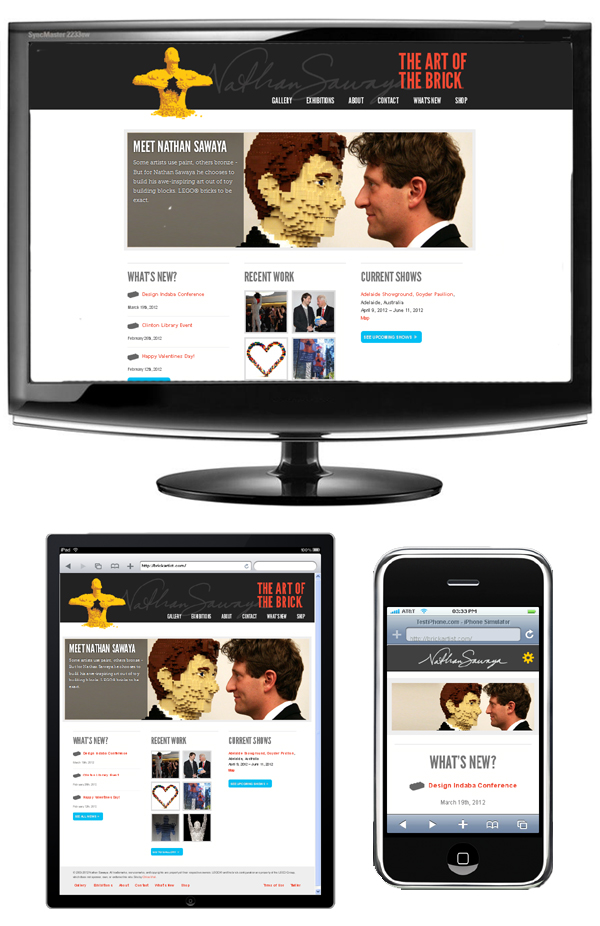 SyncMaster 2233sw
Nathan Sawaya
THE ART OF
THE BRICK
GALLERY EXHIBITIONS ABOUT CONTACT WHAT'S NEW SHOP
MEET NATHAN SAWAYA
Some artists use paint, others bronze -
But for Nathan Sawaya he chooses to
build his awe-inspiring art out of toy
building blocks. LEGO® bricks to be
exact.
WHAT'S NEW?
Design Indaba Conference
March 19th, 2012
Clinton Library Event
February 20th, 2012
Happy Valentines Day!
February 12th, 2012
RECENT WORK
CURRENT SHOWS
Adelaide Showground, Goyder Pavilion,
Adelaide, Australia
April 9, 2012 – June 11, 2012
Map
SEE UPCOMING SHOWS >
iPad 100%
http://brickartist.com/
Nathan Sawaya
THE ART OF
THE BRICK
GALLERY EXHIBITIONS ABOUT CONTACT WHAT'S NEW SHOP
MEET NATHAN SAWAYA
Some artists use paint, others bronze -
But for Nathan Sawaya he chooses to
build his awe-inspiring art out of toy
building blocks. LEGO® bricks to be
exact.
WHAT'S NEW?
Design Indaba Conference
March 19th, 2012
Clinton Library Event
February 20th, 2012
Happy Valentines Day!
February 12th, 2012
SEE ALL NEWS >
RECENT WORK
CURRENT SHOWS
Adelaide Showground, Goyder Pavilion,
Adelaide, Australia
April 9, 2012 – June 11, 2012
Map
SEE UPCOMING SHOWS >
Gallery Exhibitions About Contact What's New Shop Terms of Use Twitter
AT&T 03:33 PM
TestiPhone.com - iPhone Simulator
http://brickartist.com/
Nathan Sawaya
WHAT'S NEW?
Design Indaba Conference
March 19th, 2012